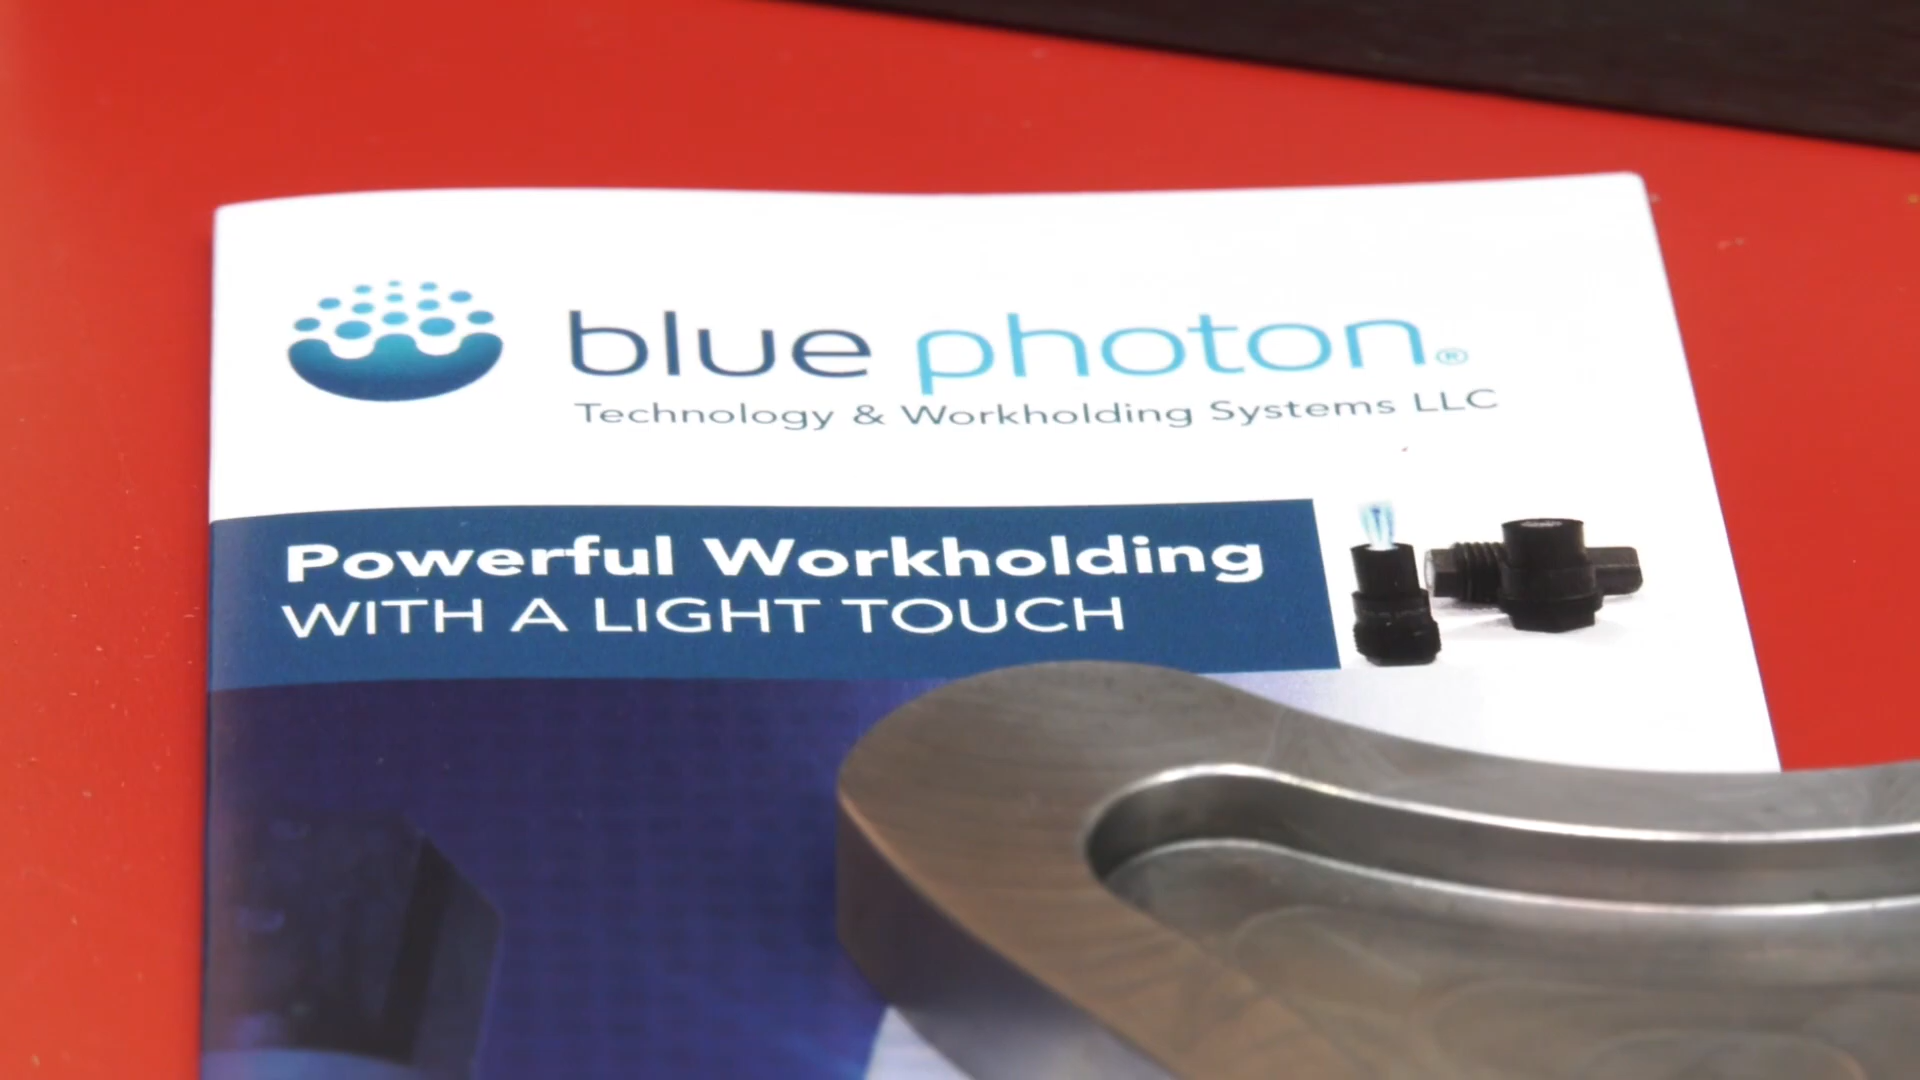 blue photon®
Technology & Workholding Systems LLC
Powerful Workholding
WITH A LIGHT TOUCH